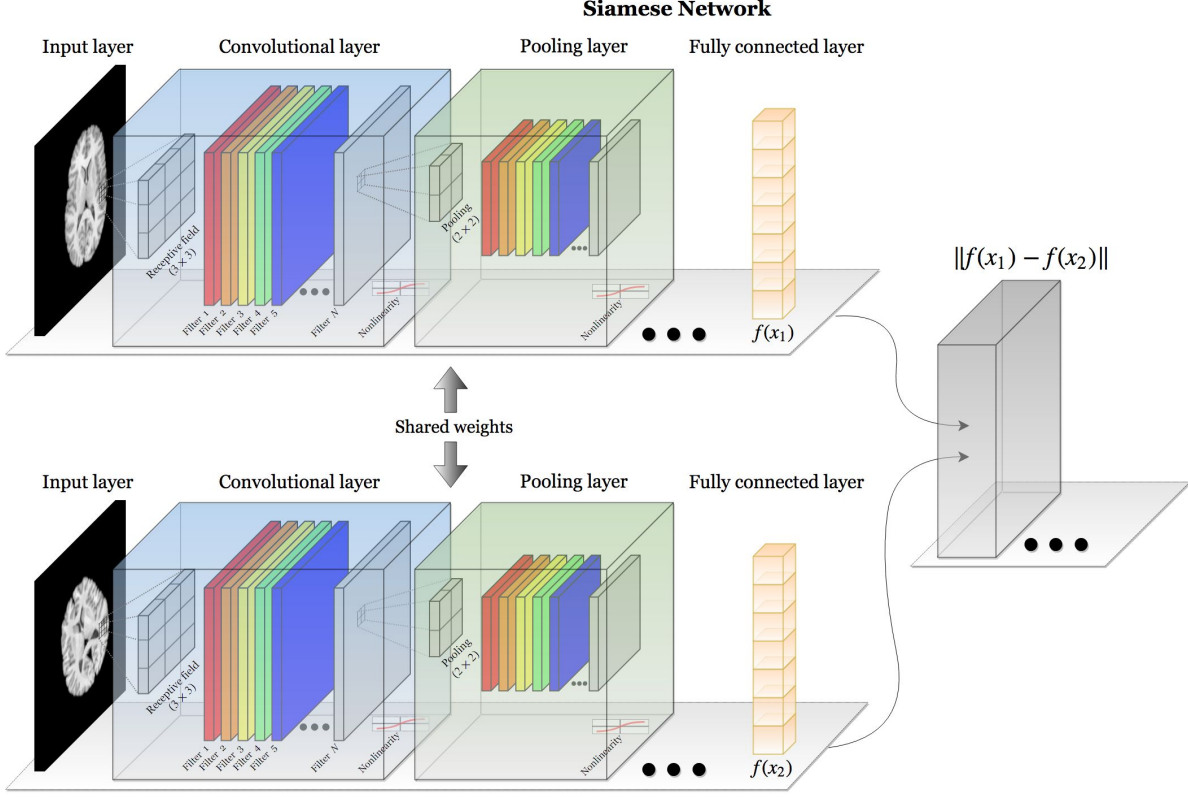 Siamese Network
Input layer
Convolutional layer
Pooling layer
Fully connected layer
Receptive field
(3 × 3)
Filter 1
Filter 2
Filter 3
Filter 4
Filter 5
Filter N
Nonlinearity
Pooling
(2 × 2)
Nonlinearity
f(x₁)
||f(x₁) − f(x₂)||
Shared weights
Input layer
Convolutional layer
Pooling layer
Fully connected layer
Receptive field
(3 × 3)
Filter 1
Filter 2
Filter 3
Filter 4
Filter 5
Filter N
Nonlinearity
Pooling
(2 × 2)
Nonlinearity
f(x₂)